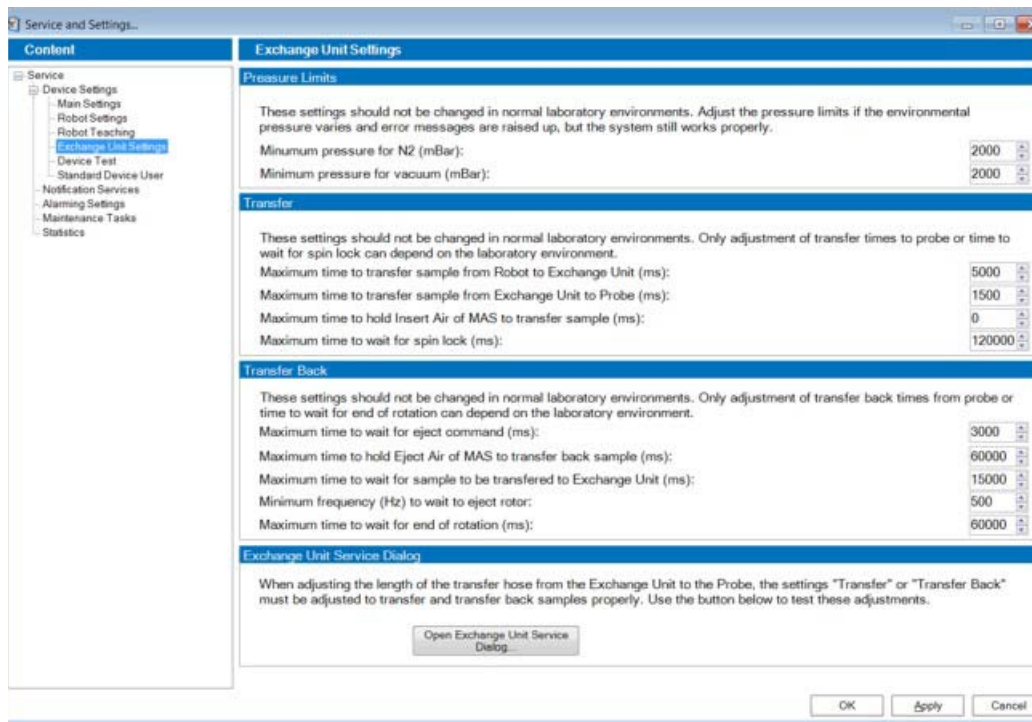 Service and Settings...
Content
Exchange Unit Settings
Service
Device Settings
Main Settings
Robot Settings
Robot Teaching
Exchange Unit Settings
Device Test
Standard Device User
Notification Services
Alarming Settings
Maintenance Tasks
Statistics
Preasure Limits
These settings should not be changed in normal laboratory environments. Adjust the pressure limits if the environmental
pressure varies and error messages are raised up, but the system still works properly.
Minumum pressure for N2 (mBar): 2000
Minimum pressure for vacuum (mBar): 2000
Transfer
These settings should not be changed in normal laboratory environments. Only adjustment of transfer times to probe or time to
wait for spin lock can depend on the laboratory environment.
Maximum time to transfer sample from Robot to Exchange Unit (ms): 5000
Maximum time to transfer sample from Exchange Unit to Probe (ms): 1500
Maximum time to hold Insert Air of MAS to transfer sample (ms): 0
Maximum time to wait for spin lock (ms): 120000
Transfer Back
These settings should not be changed in normal laboratory environments. Only adjustment of transfer back times from probe or
time to wait for end of rotation can depend on the laboratory environment.
Maximum time to wait for eject command (ms): 3000
Maximum time to hold Eject Air of MAS to transfer back sample (ms): 60000
Maximum time to wait for sample to be transfered to Exchange Unit (ms): 15000
Minimum frequency (Hz) to wait to eject rotor: 500
Maximum time to wait for end of rotation (ms): 60000
Exchange Unit Service Dialog
When adjusting the length of the transfer hose from the Exchange Unit to the Probe, the settings "Transfer" or "Transfer Back"
must be adjusted to transfer and transfer back samples properly. Use the button below to test these adjustments.
Open Exchange Unit Service
Dialog...
OK Apply Cancel